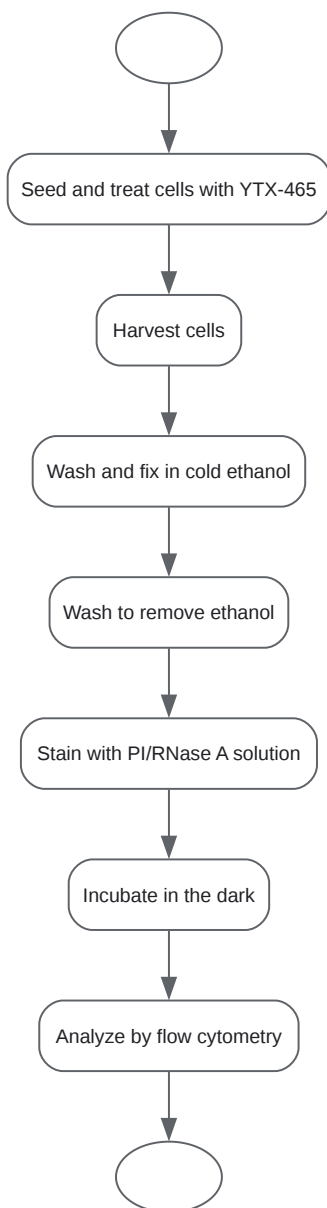 Seed and treat cells with YTX-465
Harvest cells
Wash and fix in cold ethanol
Wash to remove ethanol
Stain with PI/RNase A solution
Incubate in the dark
Analyze by flow cytometry